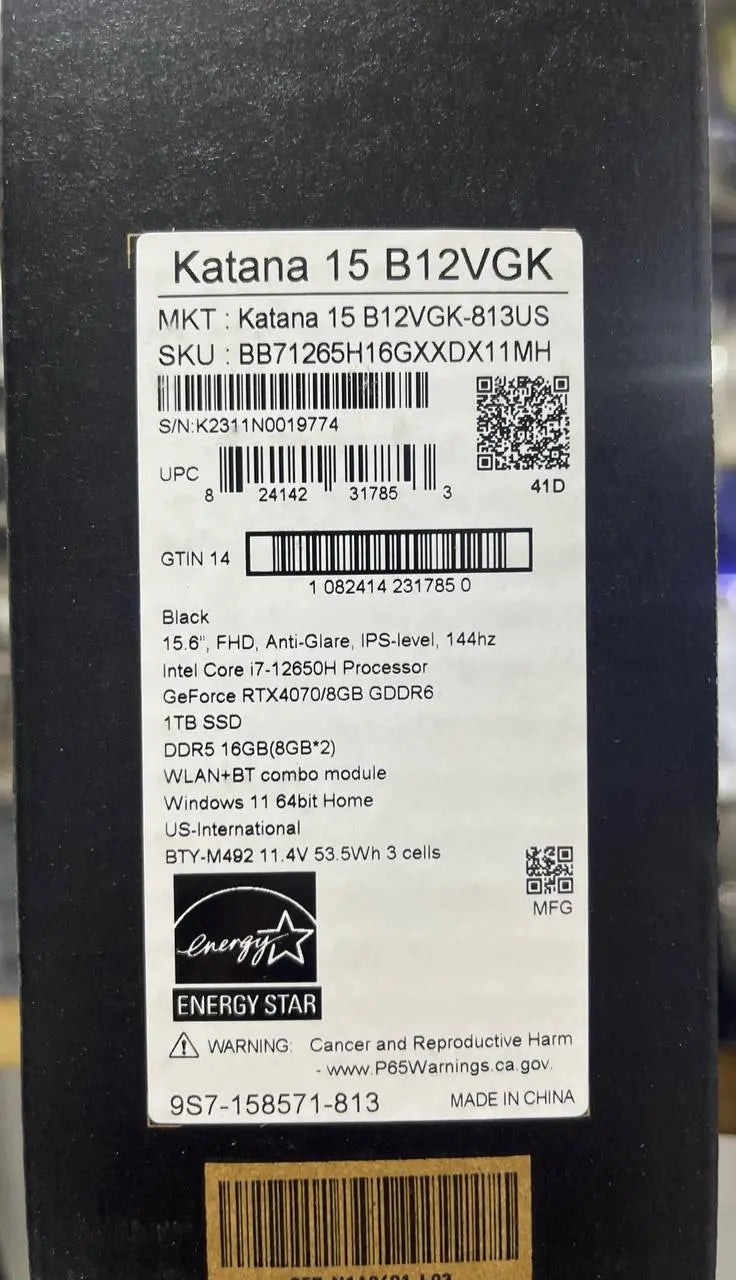 Katana 15 B12VGK
MKT : Katana 15 B12VGK-813US
SKU : BB71265H16GXXDX11MH
S/N:K2311N0019774
41D
UPC
8 24142 31785 3
GTIN 14
1 082414 231785 0
Black
15.6", FHD, Anti-Glare, IPS-level, 144hz
Intel Core i7-12650H Processor
GeForce RTX4070/8GB GDDR6
1TB SSD
DDR5 16GB(8GB*2)
WLAN+BT combo module
Windows 11 64bit Home
US-International
BTY-M492 11.4V 53.5Wh 3 cells
MFG
energy
ENERGY STAR
WARNING: Cancer and Reproductive Harm
- www.P65Warnings.ca.gov.
9S7-158571-813
MADE IN CHINA